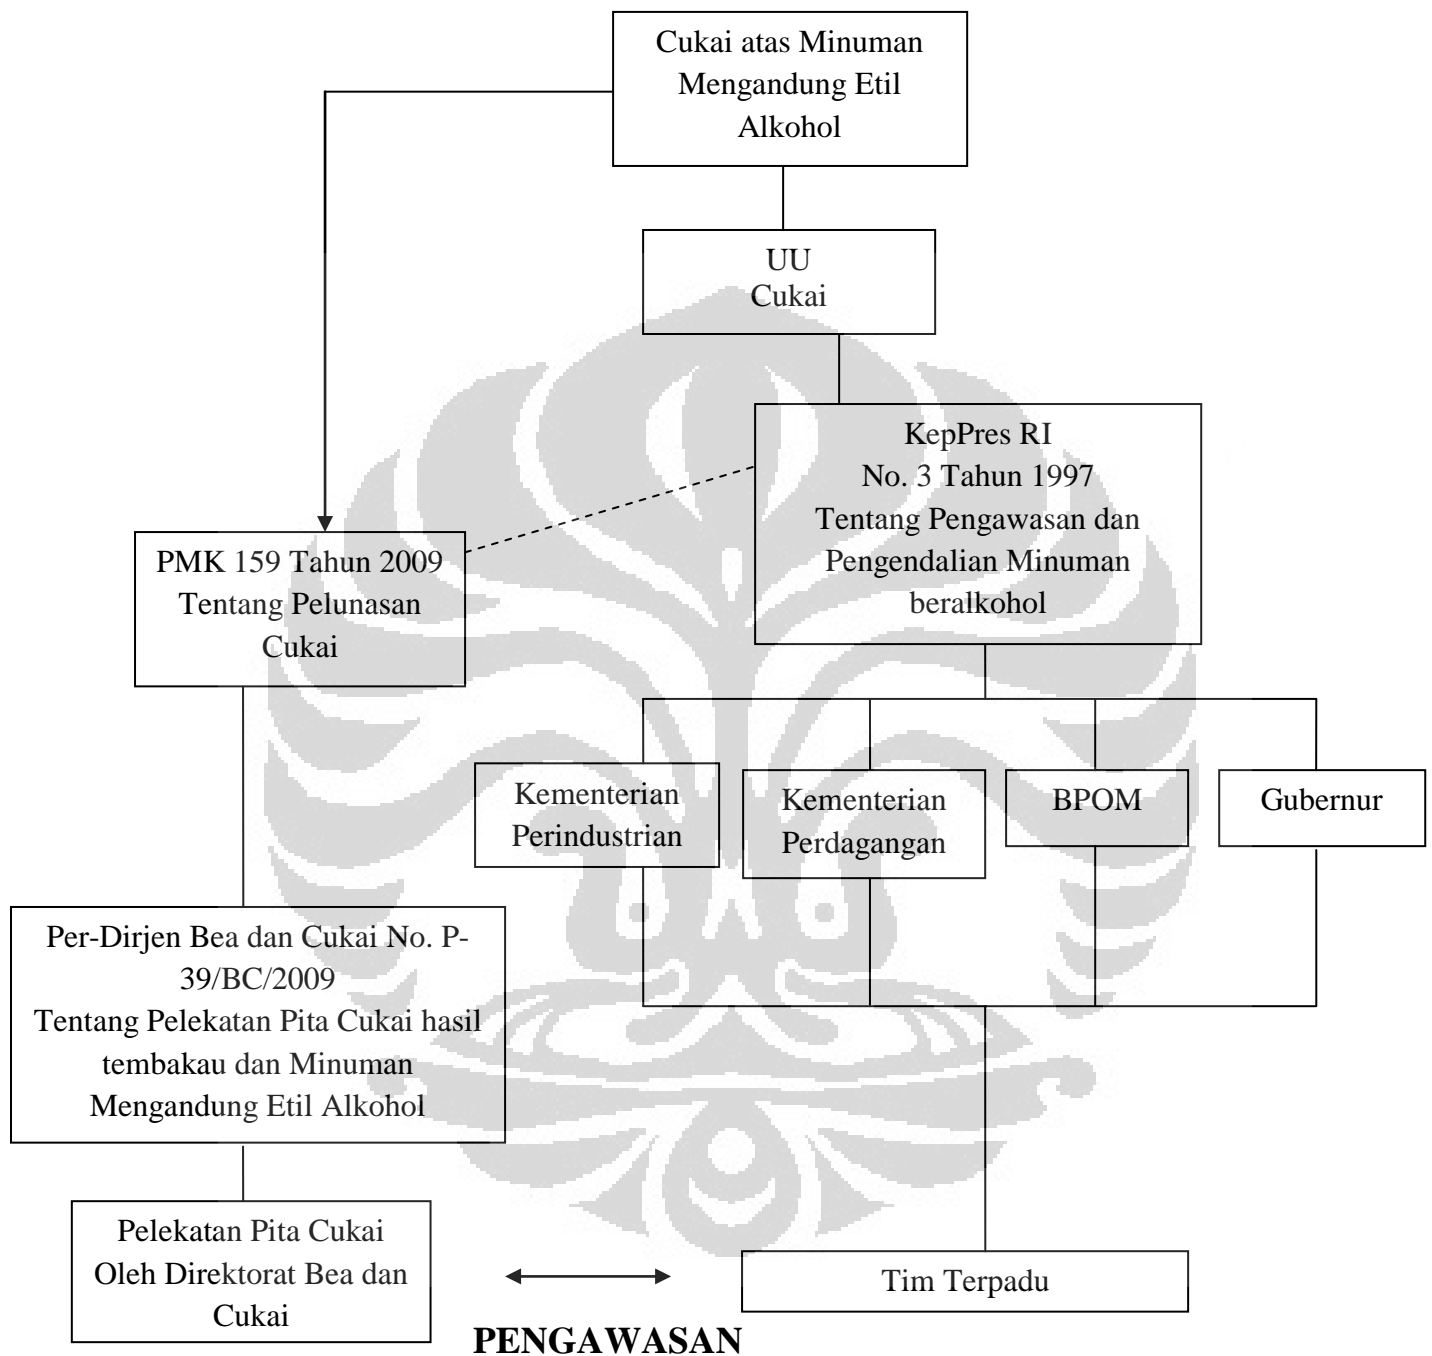 Cukai atas Minuman
Mengandung Etil
Alkohol
UU
Cukai
KepPres RI
No. 3 Tahun 1997
Tentang Pengawasan dan
Pengendalian Minuman
beralkohol
PMK 159 Tahun 2009
Tentang Pelunasan
Cukai
Kementerian
Perindustrian
Kementerian
Perdagangan
BPOM
Gubernur
Per-Dirjen Bea dan Cukai No. P-
39/BC/2009
Tentang Pelekatan Pita Cukai hasil
tembakau dan Minuman
Mengandung Etil Alkohol
Pelekatan Pita Cukai
Oleh Direktorat Bea dan
Cukai
Tim Terpadu
PENGAWASAN